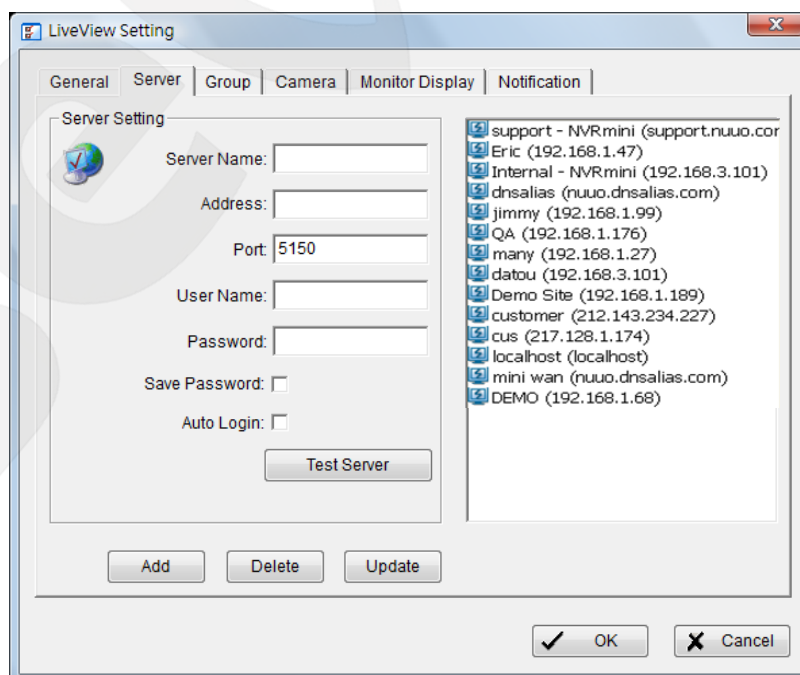 LiveView Setting
General Server Group Camera Monitor Display Notification
Server Setting
Server Name:
Address:
Port: 5150
User Name:
Password:
Save Password:
Auto Login:
Test Server
Add Delete Update
support - NVRmini (support.nuuo.cor
Eric (192.168.1.47)
Internal - NVRmini (192.168.3.101)
dnsalias (nuuo.dnsalias.com)
jimmy (192.168.1.99)
QA (192.168.1.176)
many (192.168.1.27)
datou (192.168.3.101)
Demo Site (192.168.1.189)
customer (212.143.234.227)
cus (217.128.1.174)
localhost (localhost)
mini wan (nuuo.dnsalias.com)
DEMO (192.168.1.68)
OK Cancel